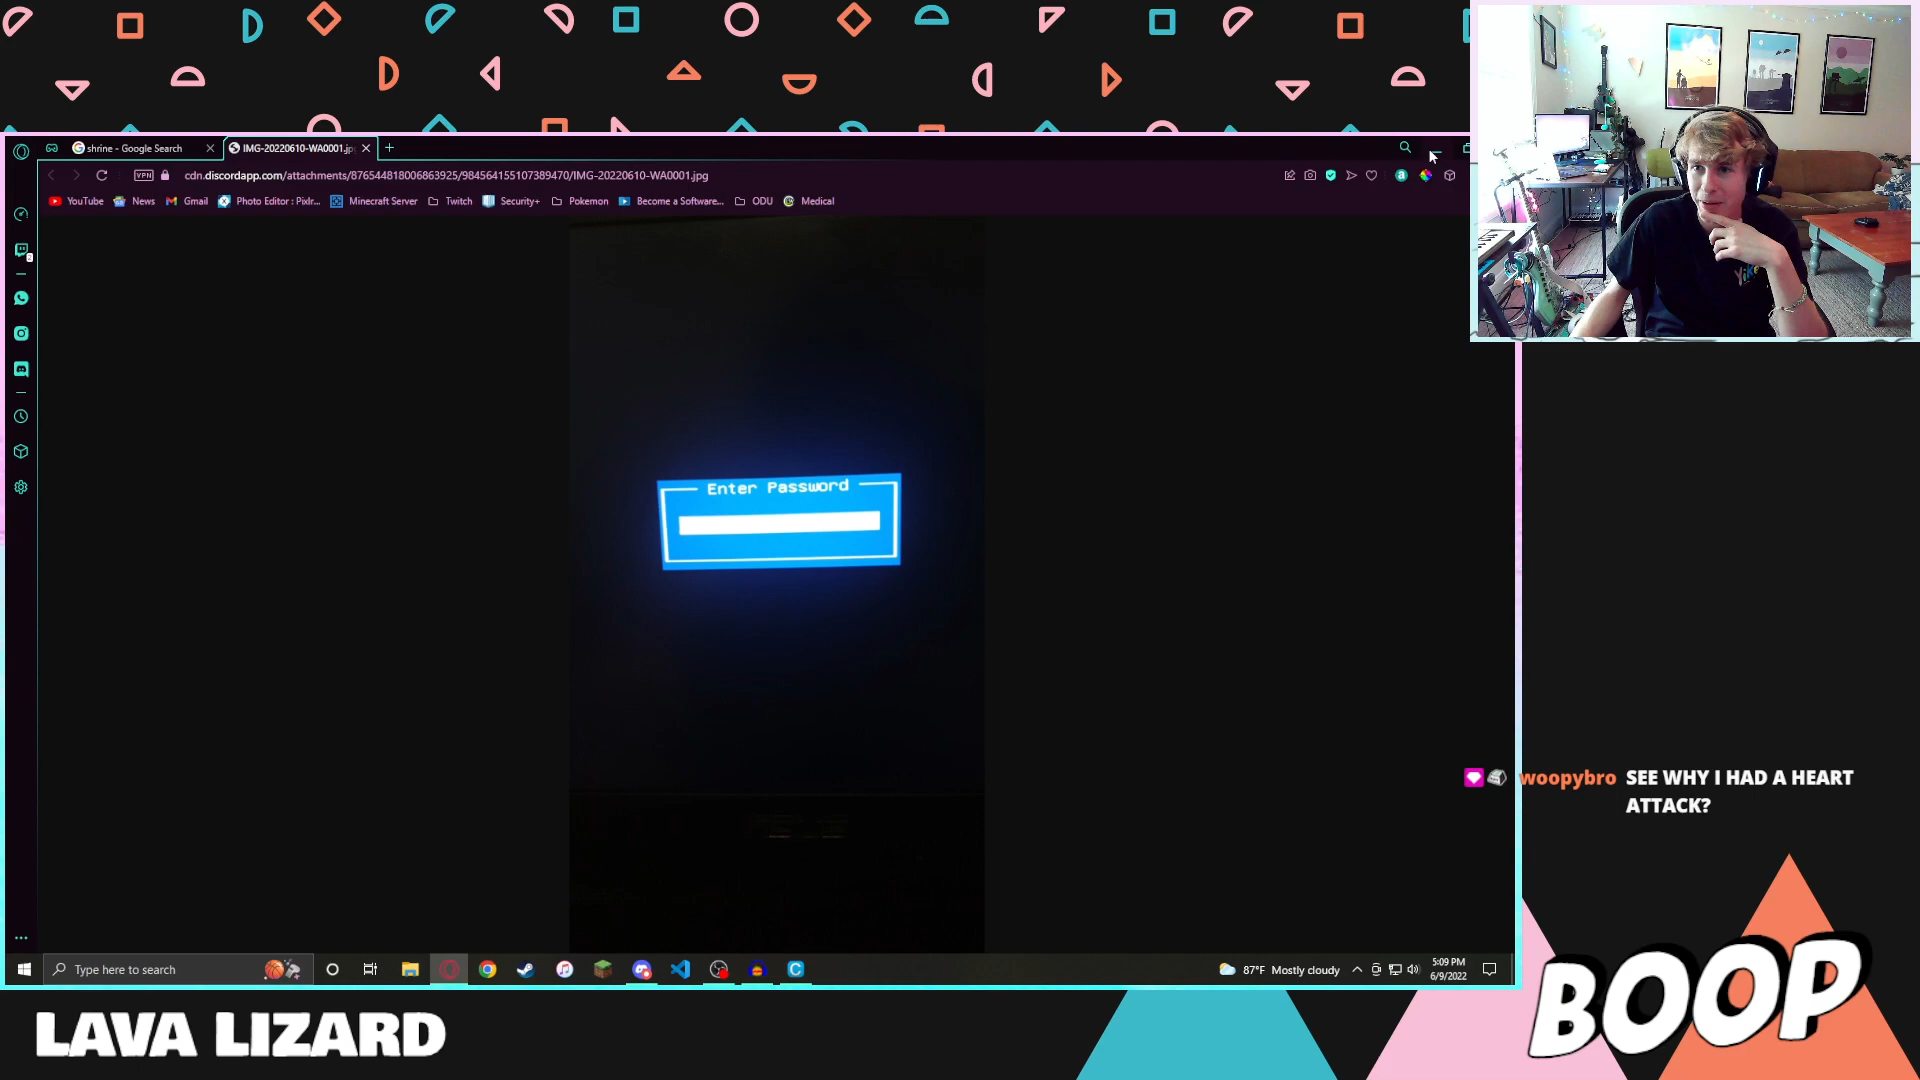 shrine - Google Search
IMG-20220610-WA0001.jp
VPN
cdn.discordapp.com/attachments/876544818006863925/984564155107389470/IMG-20220610-WA0001.jpg
YouTube
News
Gmail
Photo Editor : Pixlr...
Minecraft Server
Twitch
Security+
Pokemon
Become a Software...
ODU
Medical
2
Enter Password
woopybro SEE WHY I HAD A HEART
ATTACK?
Type here to search
87°F Mostly cloudy
5:09 PM
6/9/2022
LAVA LIZARD
BOOP